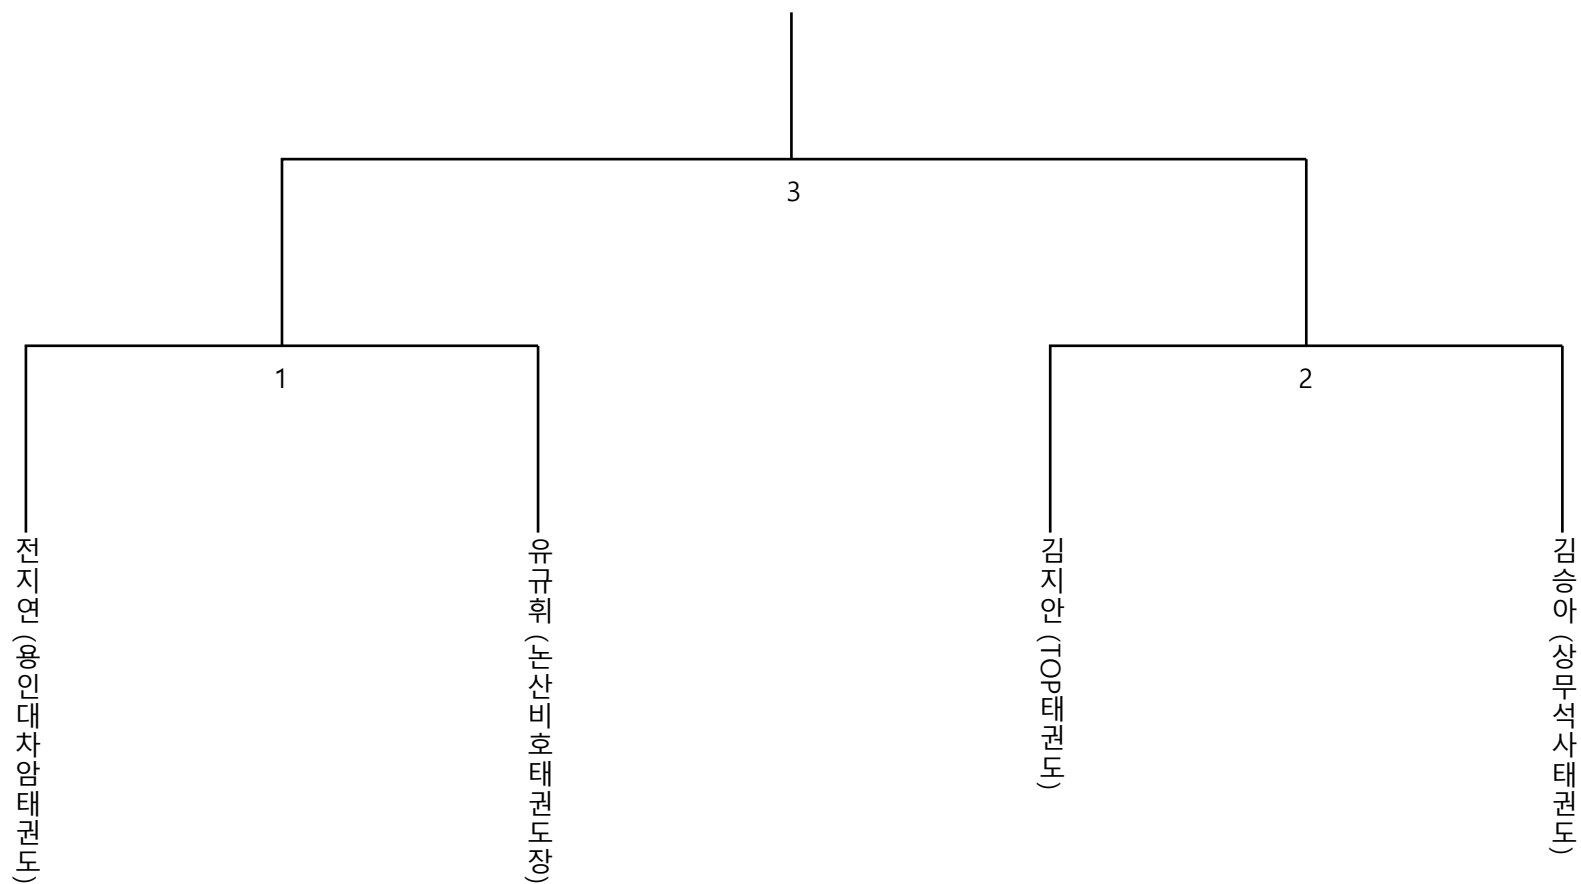 3
1
2
전지연 (용인대차암태권도)
유규휘 (논산비호태권도장)
김지안 (TOP태권도)
김승아 (상무석사태권도)